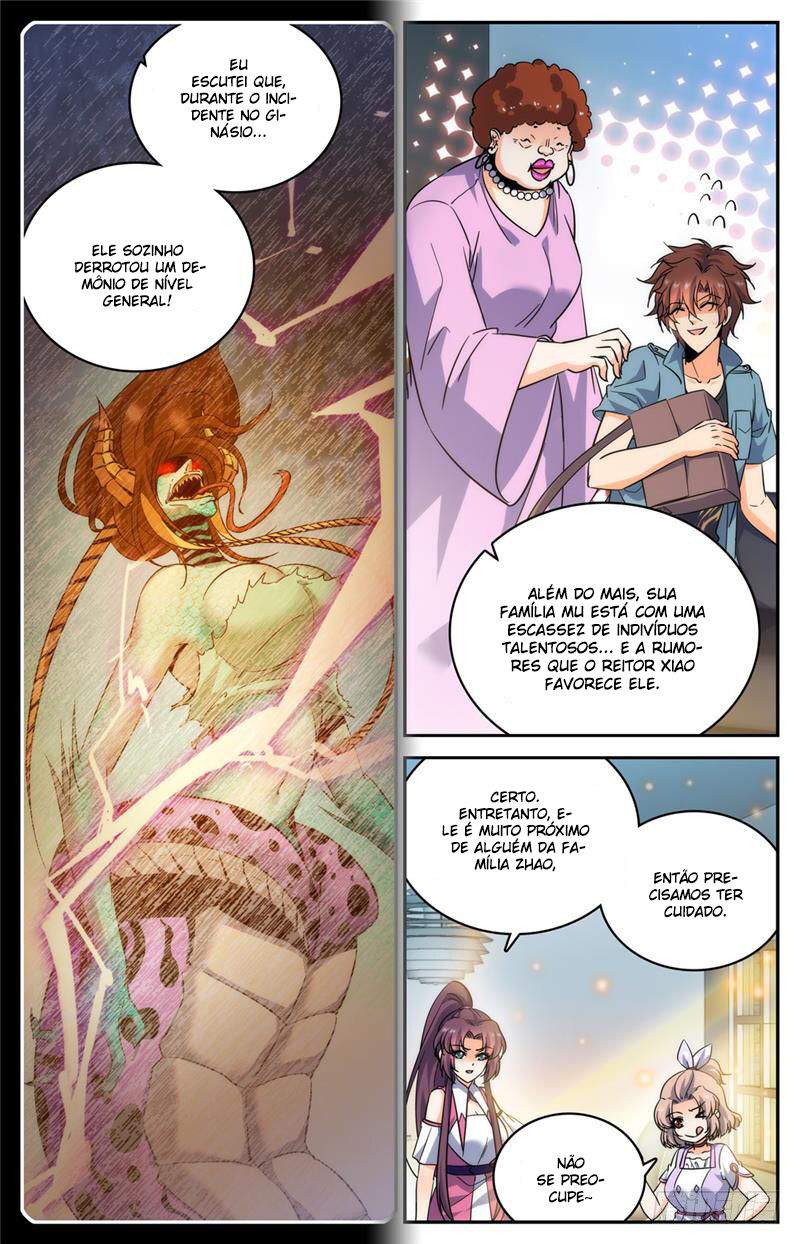 EU
ESCUTEI QUE,
DURANTE O INCI-
DENTE NO GI-
NÁSIO...
ELE SOZINHO
DERROTOU UM DE-
MÔNIO DE NÍVEL
GENERAL!
ALÉM DO MAIS, SUA
FAMÍLIA MU ESTÁ COM UMA
ESCASSEZ DE INDIVÍDUOS
TALENTOSOS... E A RUMO-
RES QUE O REITOR XIAO
FAVORECE ELE.
CERTO.
ENTRETANTO, E-
LE É MUITO PRÓXIMO
DE ALGUÉM DA FA-
MÍLIA ZHAO,
ENTÃO PRE-
CISAMOS TER
CUIDADO.
NÃO
SE PREO-
CUPE~